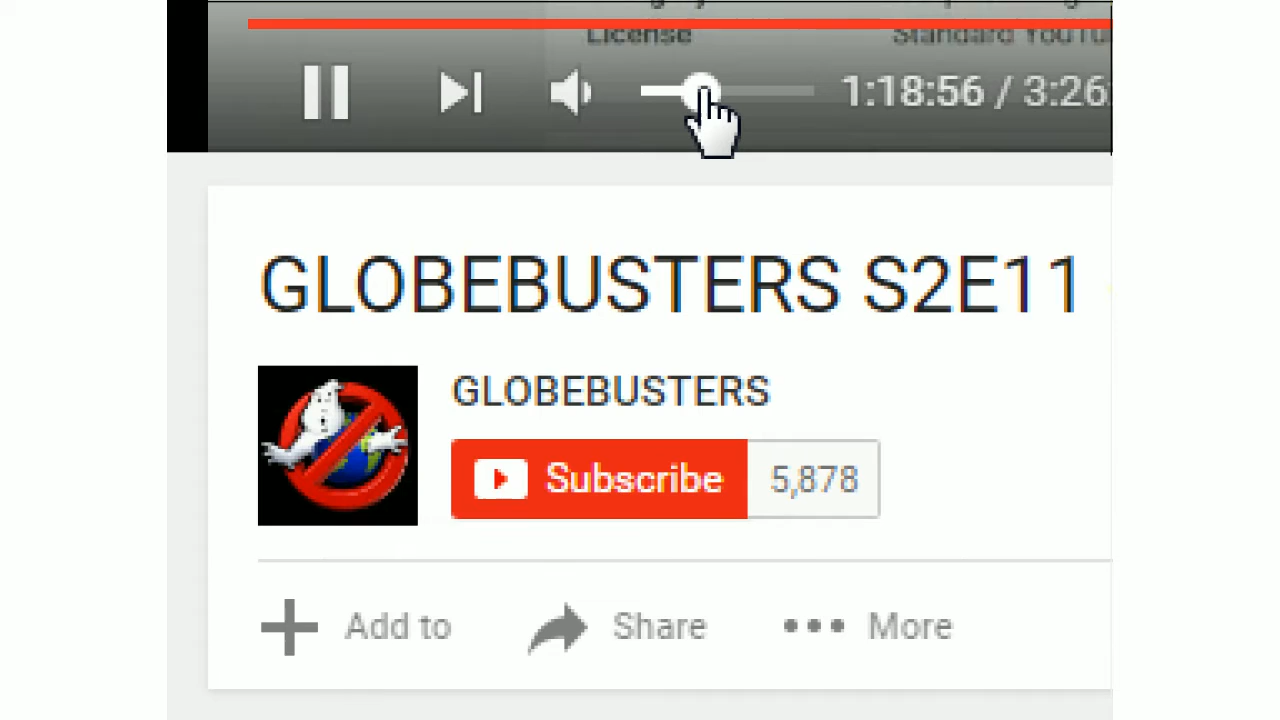 License
1:18:56 / 3:26
GLOBEBUSTERS S2E11
GLOBEBUSTERS
Subscribe 5,878
Add to Share More